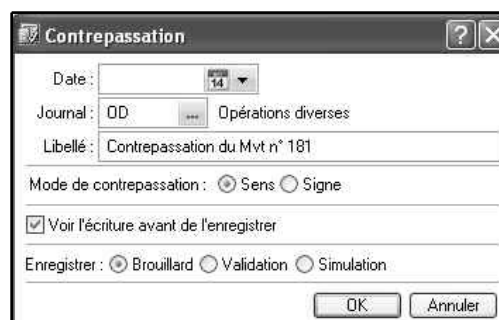 Contrepassation
Date :
14
Journal : OD ... Opérations diverses
Libellé : Contrepassation du Mvt n° 181
Mode de contrepassation : Sens Signe
Voir l'écriture avant de l'enregistrer
Enregistrer : Brouillard Validation Simulation
OK Annuler